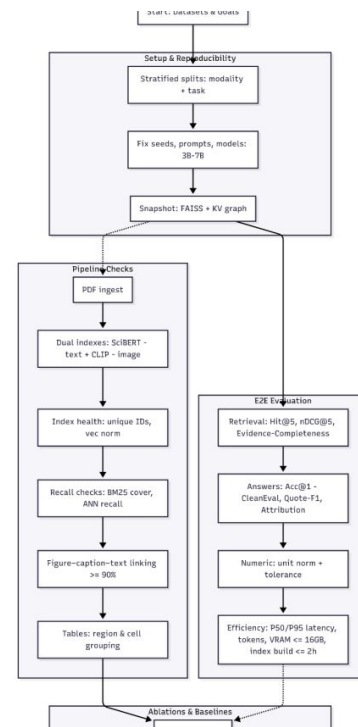 Start: Datasets & Goals
Setup & Reproducibility
Stratified splits: modality
+ task
Fix seeds, prompts, models:
3B-7B
Snapshot: FAISS + KV graph
Pipeline Checks
PDF ingest
Dual indexes: SciBERT -
text + CLIP - image
Index health: unique IDs,
vec norm
Recall checks: BM25 cover,
ANN recall
Figure–caption–text linking
>= 90%
Tables: region & cell
grouping
E2E Evaluation
Retrieval: Hit@5, nDCG@5,
Evidence-Completeness
Answers: Acc@1 -
CleanEval, Quote-F1,
Attribution
Numeric: unit norm +
tolerance
Efficiency: P50/P95 latency,
tokens, VRAM <= 16GB,
index build <= 2h
Ablations & Baselines